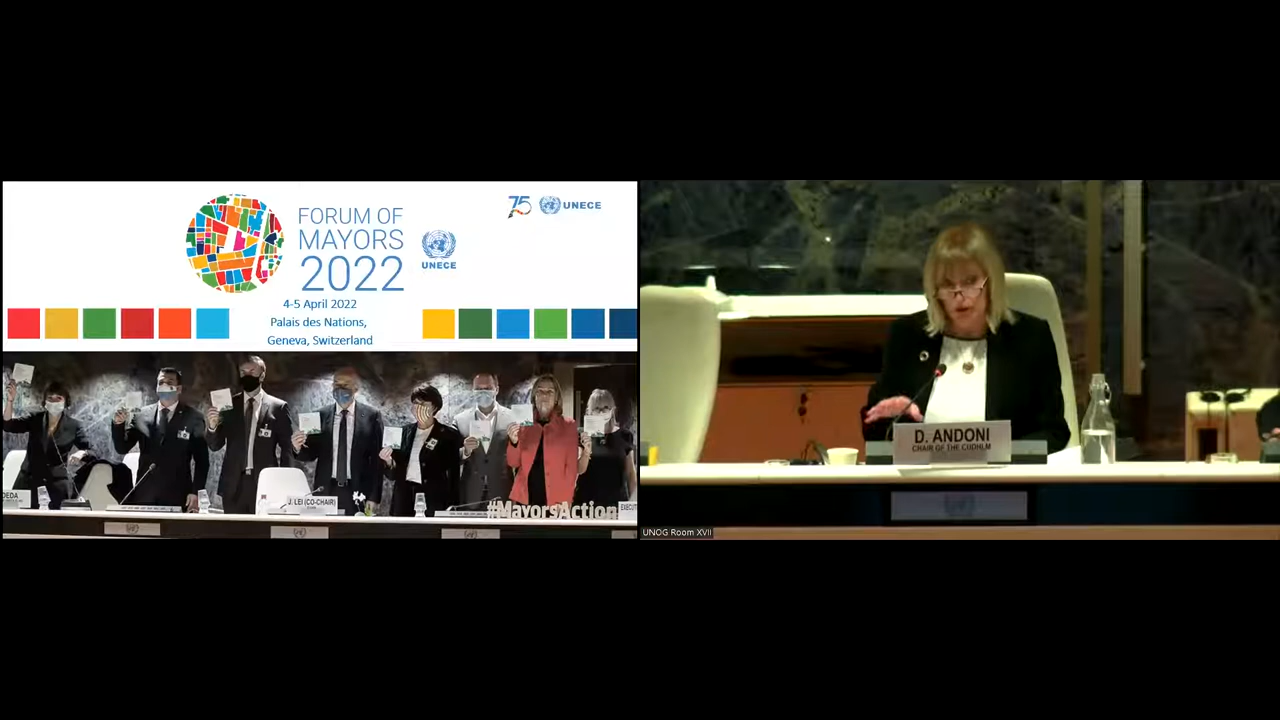 FORUM OF
MAYORS
2022
UNECE
75
UNECE
4-5 April 2022
Palais des Nations,
Geneva, Switzerland
J. LEI (CO-CHAIR)
#MayorsAction
D. ANDONI
CHAIR OF THE CUDHLM
UNOG Room XVII